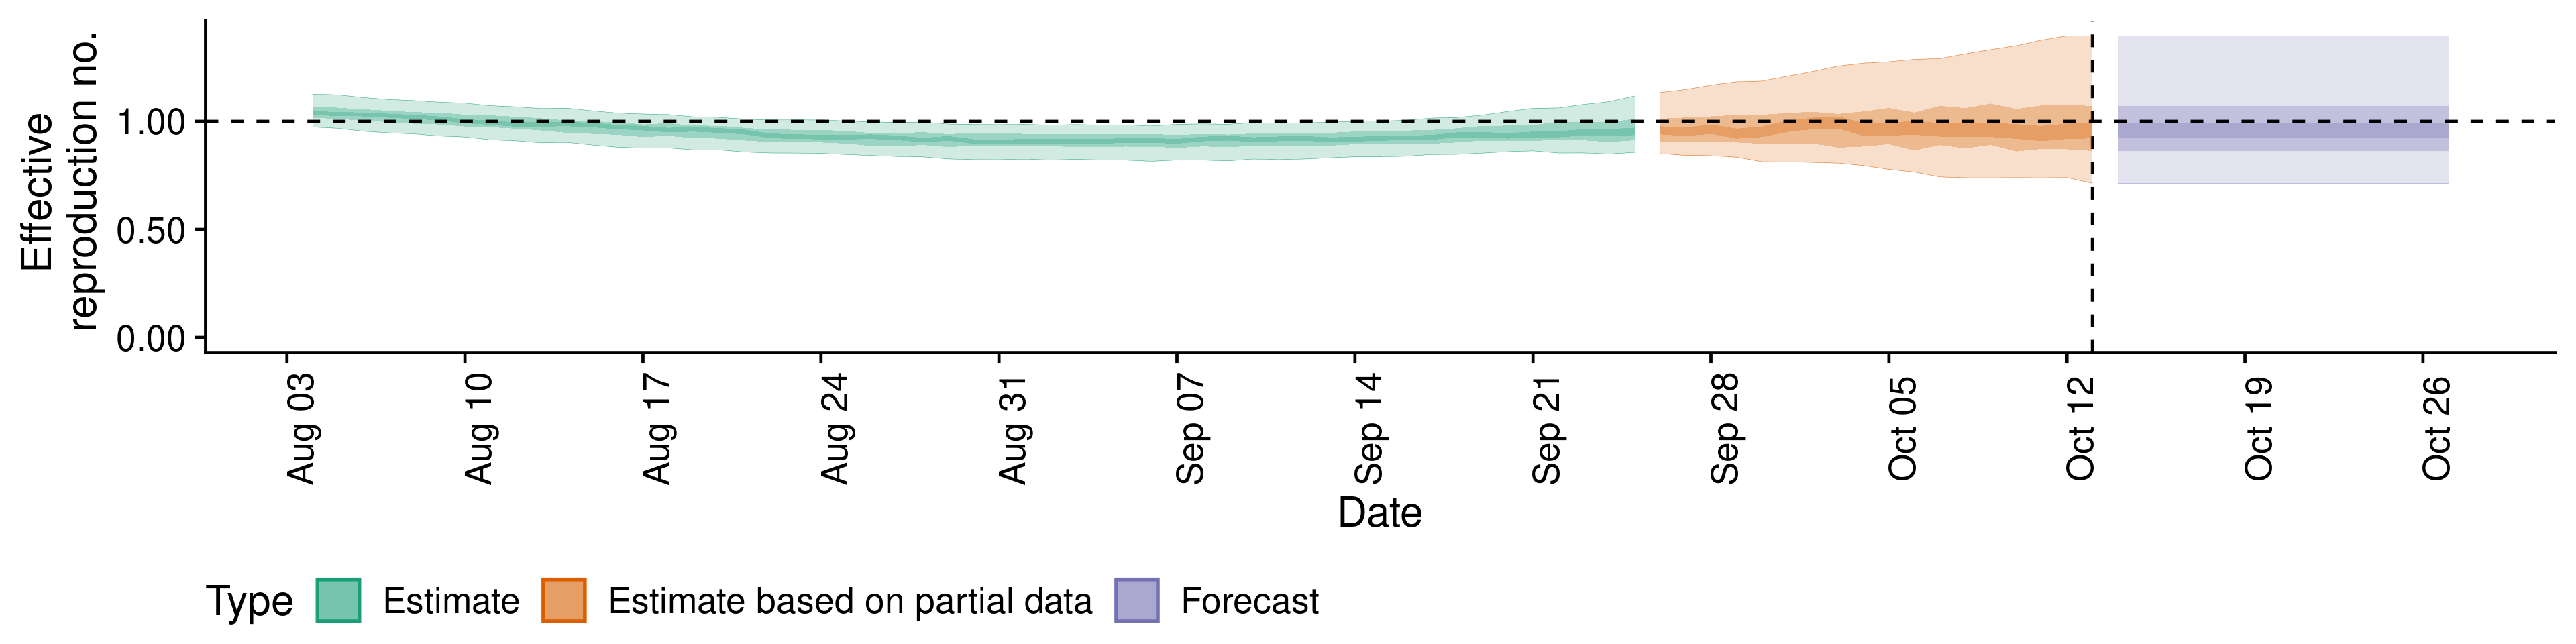 Effective
reproduction no.
1.00
0.50
0.00
Aug 03
Aug 10
Aug 17
Aug 24
Aug 31
Sep 07
Sep 14
Sep 21
Sep 28
Oct 05
Oct 12
Oct 19
Oct 26
Date
Type Estimate Estimate based on partial data Forecast